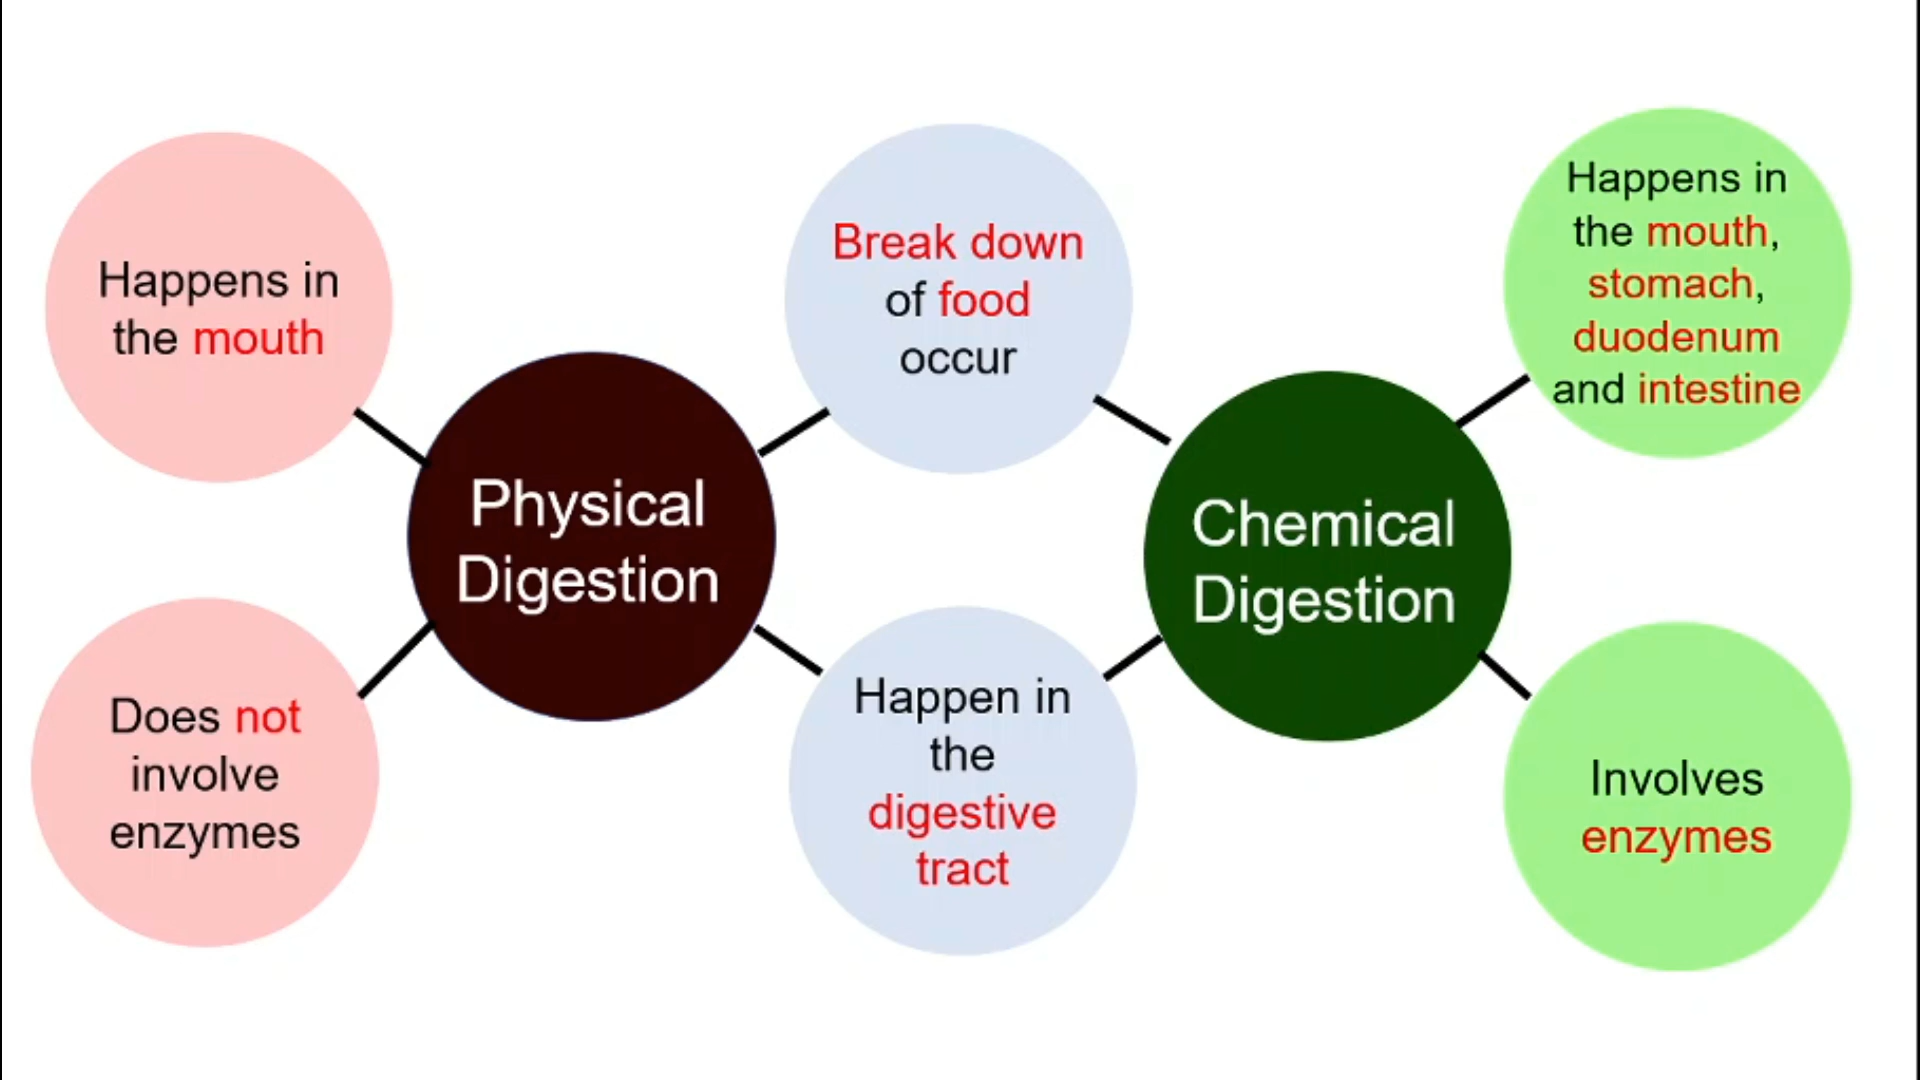 Happens in
the mouth
Physical
Digestion
Does not
involve
enzymes
Break down
of food
occur
Happen in
the
digestive
tract
Chemical
Digestion
Happens in
the mouth,
stomach,
duodenum
and intestine
Involves
enzymes